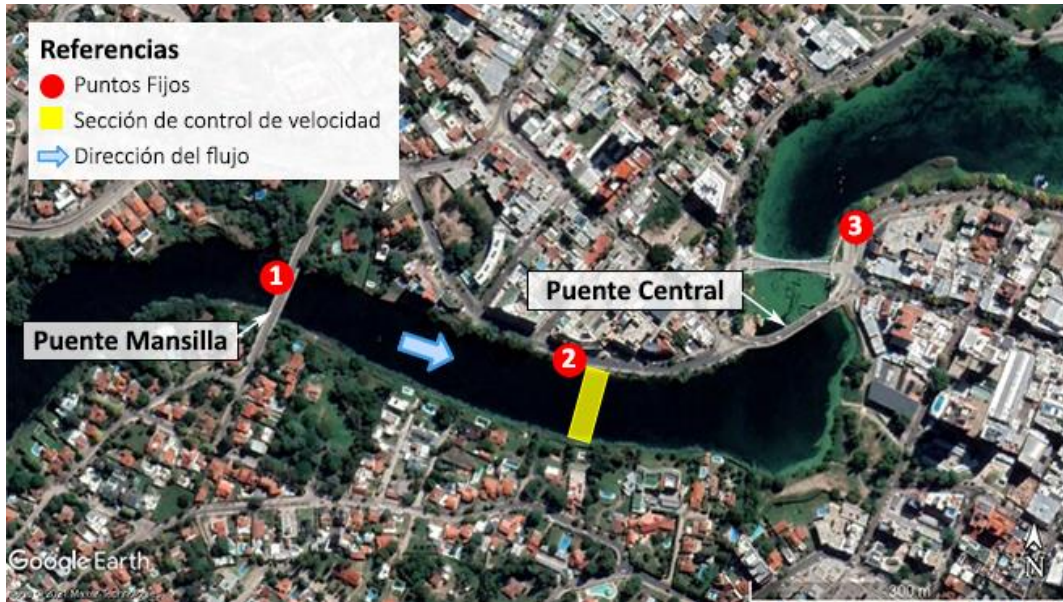 Referencias
Puntos Fijos
Sección de control de velocidad
Dirección del flujo
3
1
Puente Central
Puente Mansilla
2
Google Earth
300 m
N